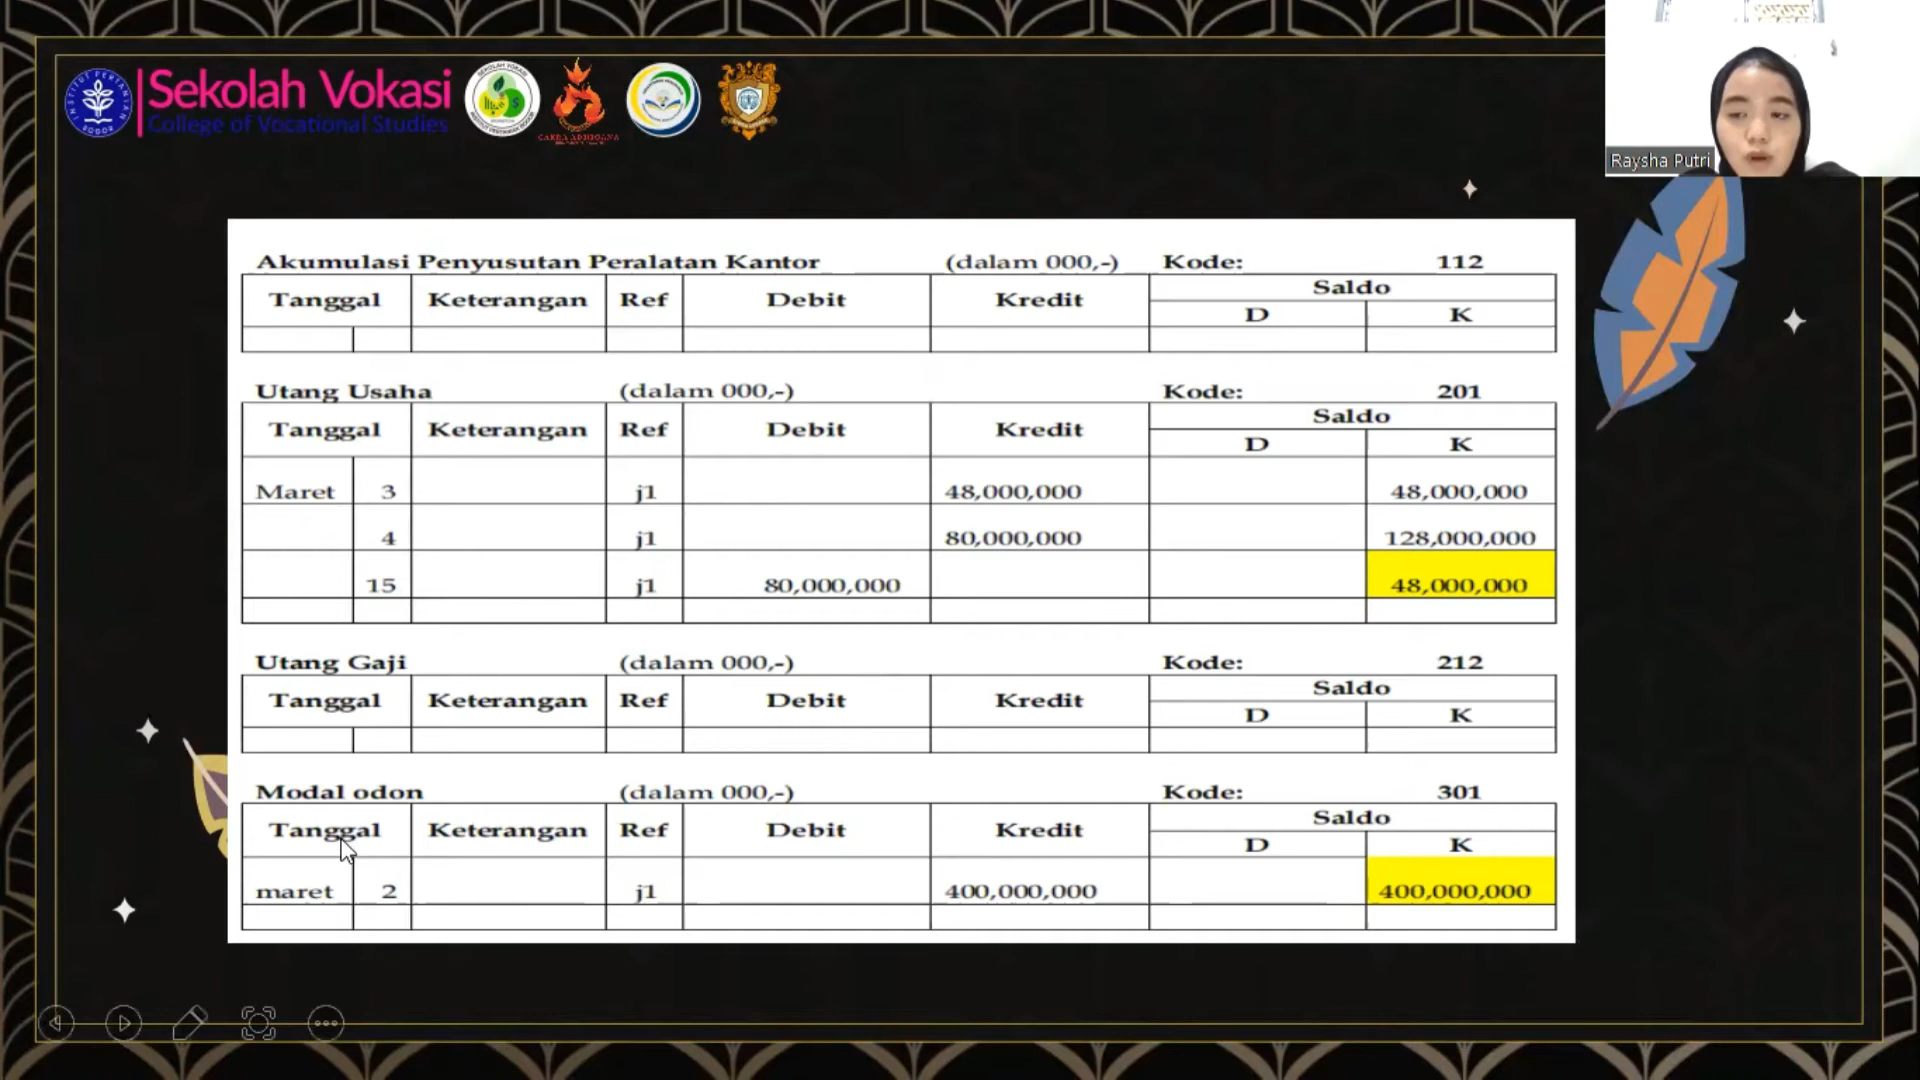 INSTITUT PERTANIAN BOGOR
Sekolah Vokasi
College of Vocational Studies
Raysha Putri
Akumulasi Penyusutan Peralatan Kantor (dalam 000,-) Kode: 112
Tanggal Keterangan Ref Debit Kredit Saldo
D K
Utang Usaha (dalam 000,-) Kode: 201
Tanggal Keterangan Ref Debit Kredit Saldo
D K
Maret 3 j1 48,000,000 48,000,000
4 j1 80,000,000 128,000,000
15 j1 80,000,000 48,000,000
Utang Gaji (dalam 000,-) Kode: 212
Tanggal Keterangan Ref Debit Kredit Saldo
D K
Modal odon (dalam 000,-) Kode: 301
Tanggal Keterangan Ref Debit Kredit Saldo
D K
maret 2 j1 400,000,000 400,000,000